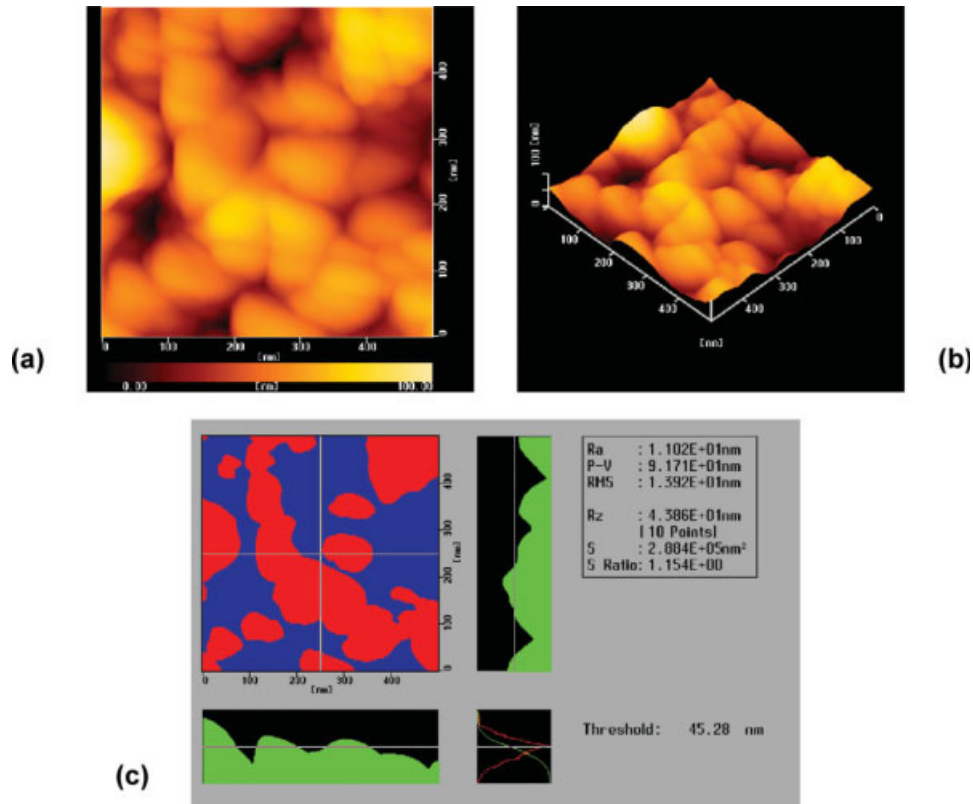 (a)
400
300
[nm]
200
100
0
0 100 200 300 400
[nm]
0.00 [nm] 100.00
(b)
100 [nm]
0
0
100
100
200
200
300
300
400
400
[nm]
(c)
400
300
[nm]
200
100
0
0 100 200 300 400
[nm]
Ra : 1.102E+01nm
P-V : 9.171E+01nm
RMS : 1.392E+01nm
Rz : 4.386E+01nm
[10 Points]
S : 2.884E+05nm²
S Ratio: 1.154E+00
Threshold: 45.28 nm